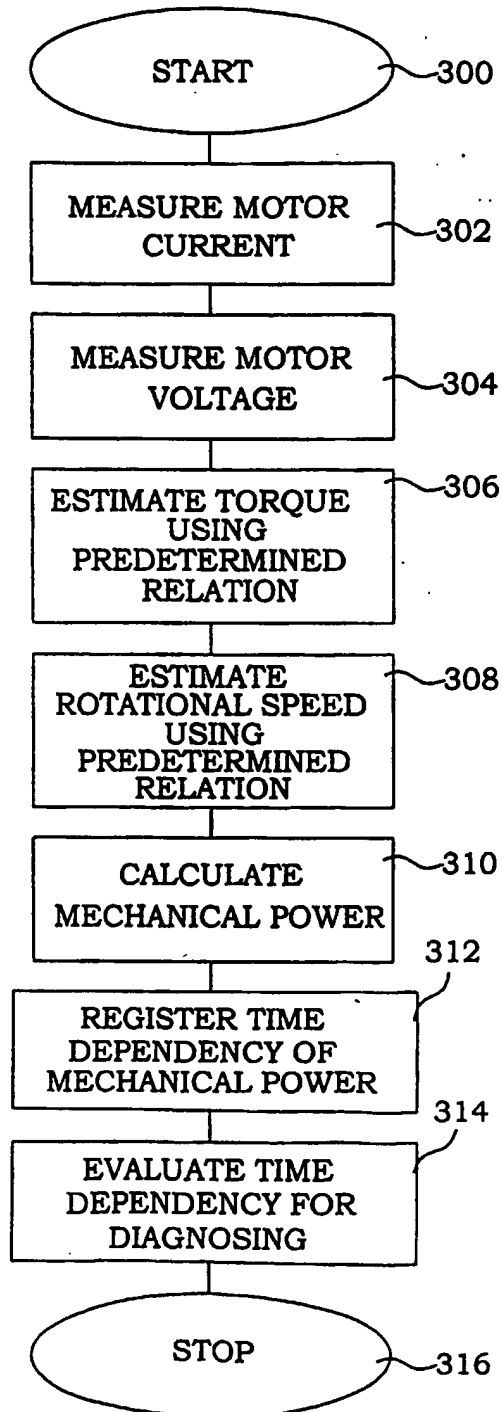 START
300
MEASURE MOTOR
CURRENT
302
MEASURE MOTOR
VOLTAGE
304
ESTIMATE TORQUE
USING
PREDETERMINED
RELATION
306
ESTIMATE
ROTATIONAL SPEED
USING
PREDETERMINED
RELATION
308
CALCULATE
MECHANICAL POWER
310
REGISTER TIME
DEPENDENCY OF
MECHANICAL POWER
312
EVALUATE TIME
DEPENDENCY FOR
DIAGNOSING
314
STOP
316